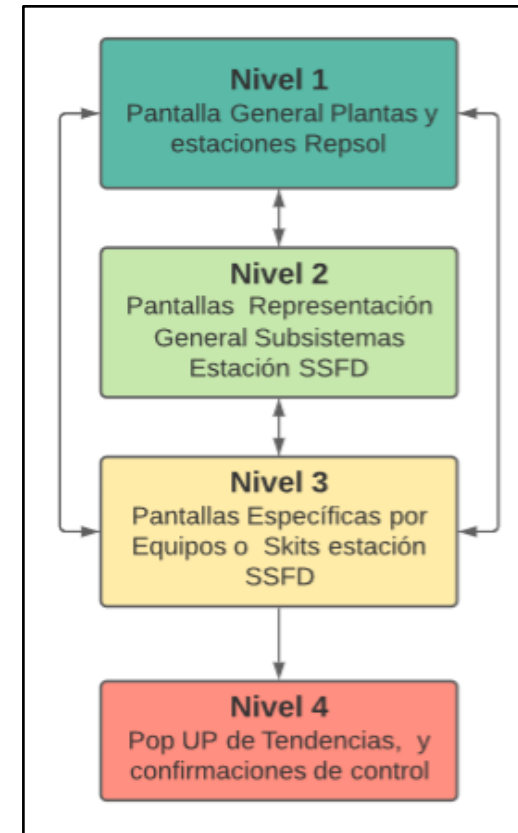 Nivel 1
Pantalla General Plantas y
estaciones Repsol
Nivel 2
Pantallas Representación
General Subsistemas
Estación SSFD
Nivel 3
Pantallas Específicas por
Equipos o Skits estación
SSFD
Nivel 4
Pop UP de Tendencias, y
confirmaciones de control